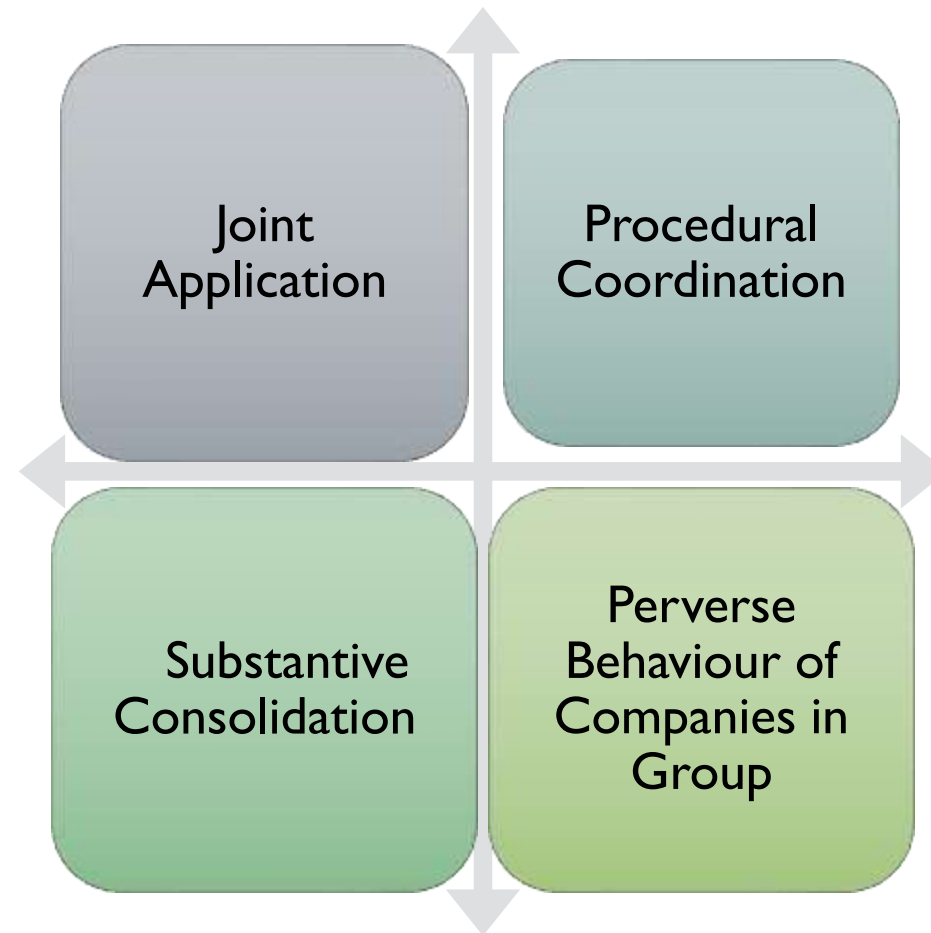 Joint
Application
Procedural
Coordination
Substantive
Consolidation
Perverse
Behaviour of
Companies in
Group